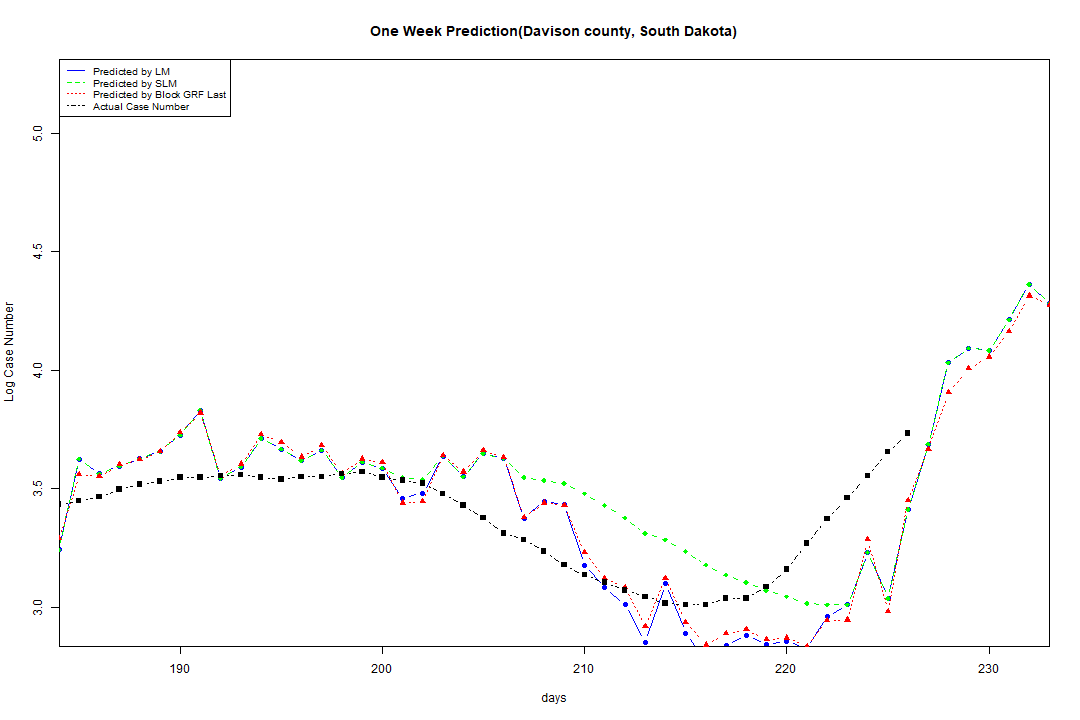 One Week Prediction(Davison county, South Dakota)
Predicted by LM
Predicted by SLM
Predicted by Block GRF Last
Actual Case Number
5.0
4.5
4.0
3.5
3.0
Log Case Number
190
200
210
220
230
days